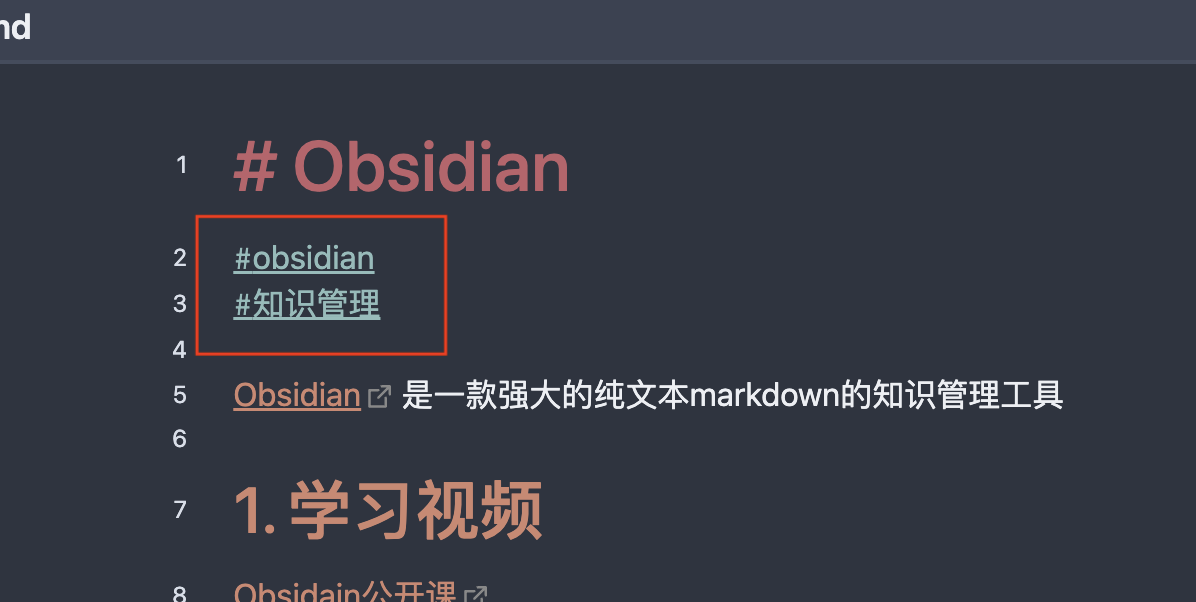 nd
1 # Obsidian
2 #obsidian
3 #知识管理
4
5 Obsidian 是一款强大的纯文本markdown的知识管理工具
6
7 1. 学习视频
8 Obsidain公开课